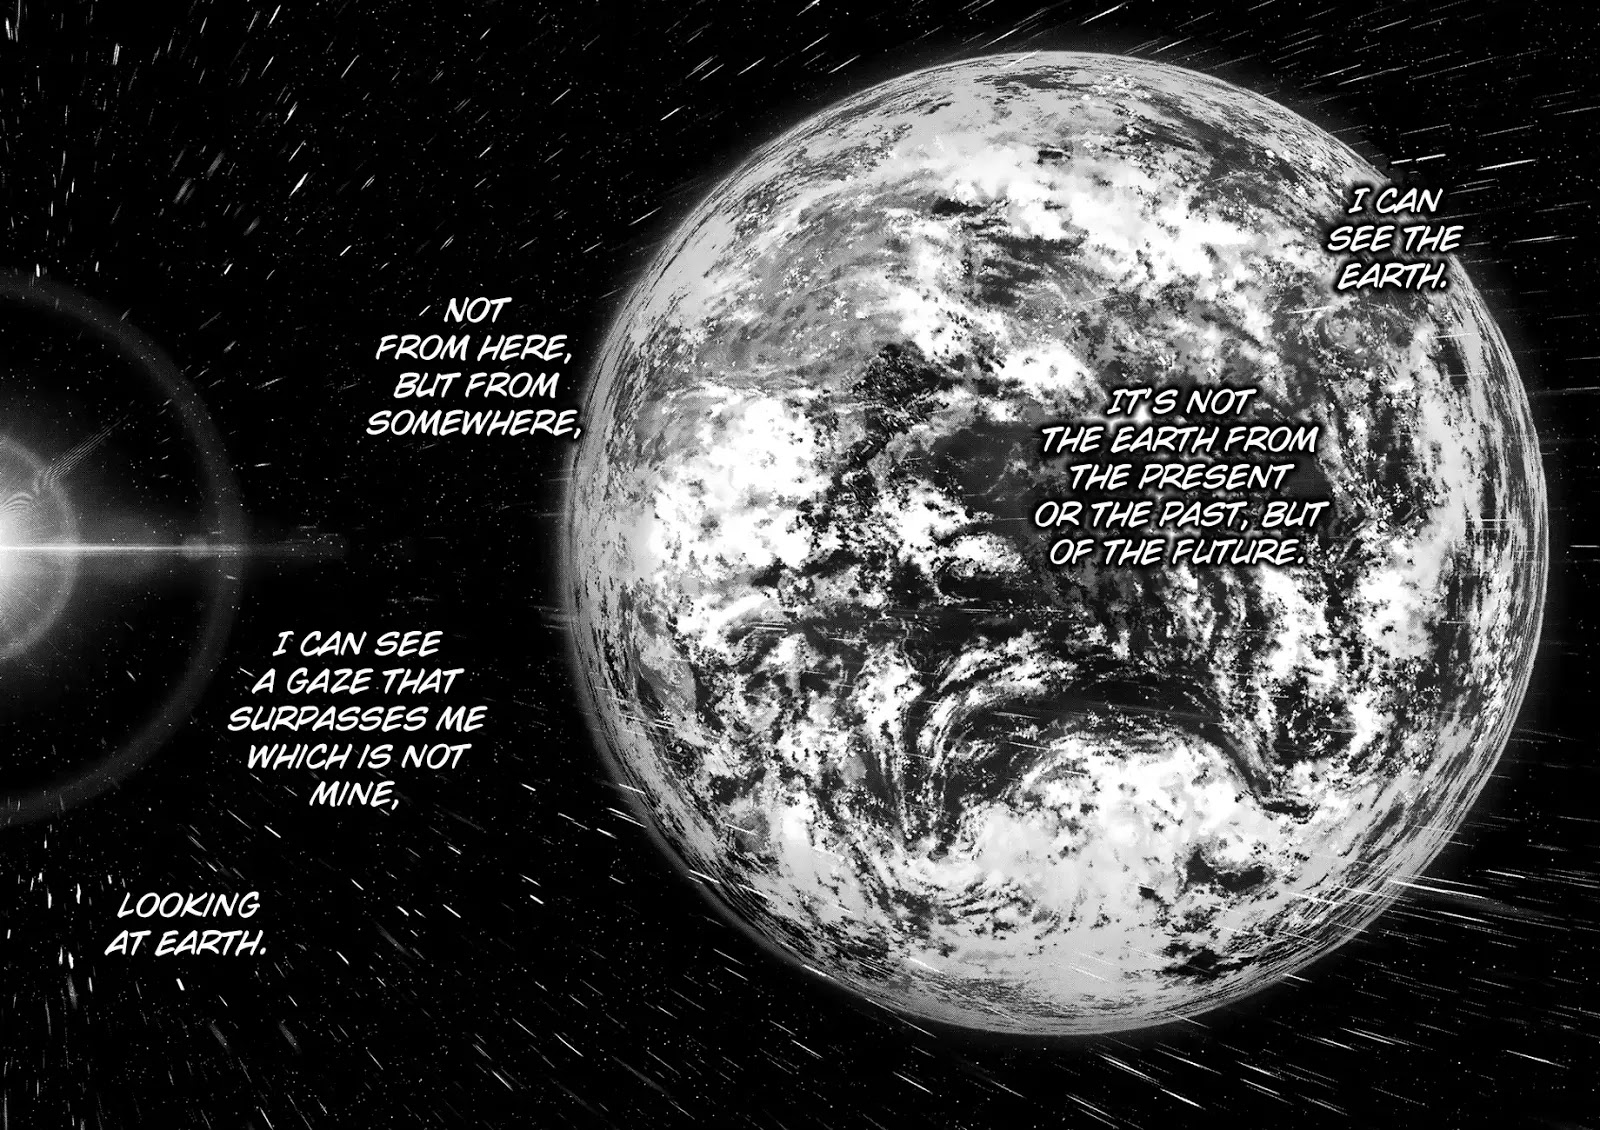 I CAN
SEE THE
EARTH.
IT'S NOT
THE EARTH FROM
THE PRESENT
OR THE PAST, BUT
OF THE FUTURE.
NOT
FROM HERE,
BUT FROM
SOMEWHERE,
I CAN SEE
A GAZE THAT
SURPASSES ME
WHICH IS NOT
MINE,
LOOKING
AT EARTH.